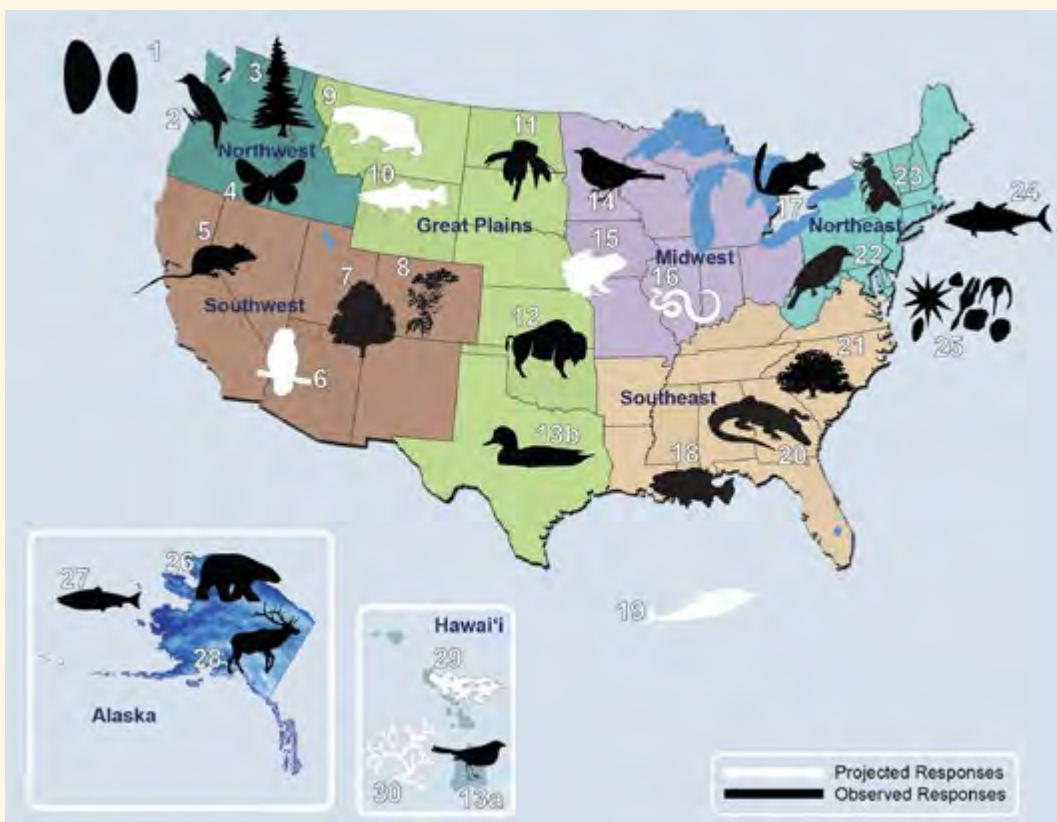 1
2
3
Northwest
4
5
Southwest
6
7
8
9
10
Great Plains
11
12
13b
14
15
Midwest
16
17
Northeast
23
24
22
25
21
Southeast
20
18
19
26
27
28
Alaska
Hawai'i
29
30
13a
Projected Responses
Observed Responses